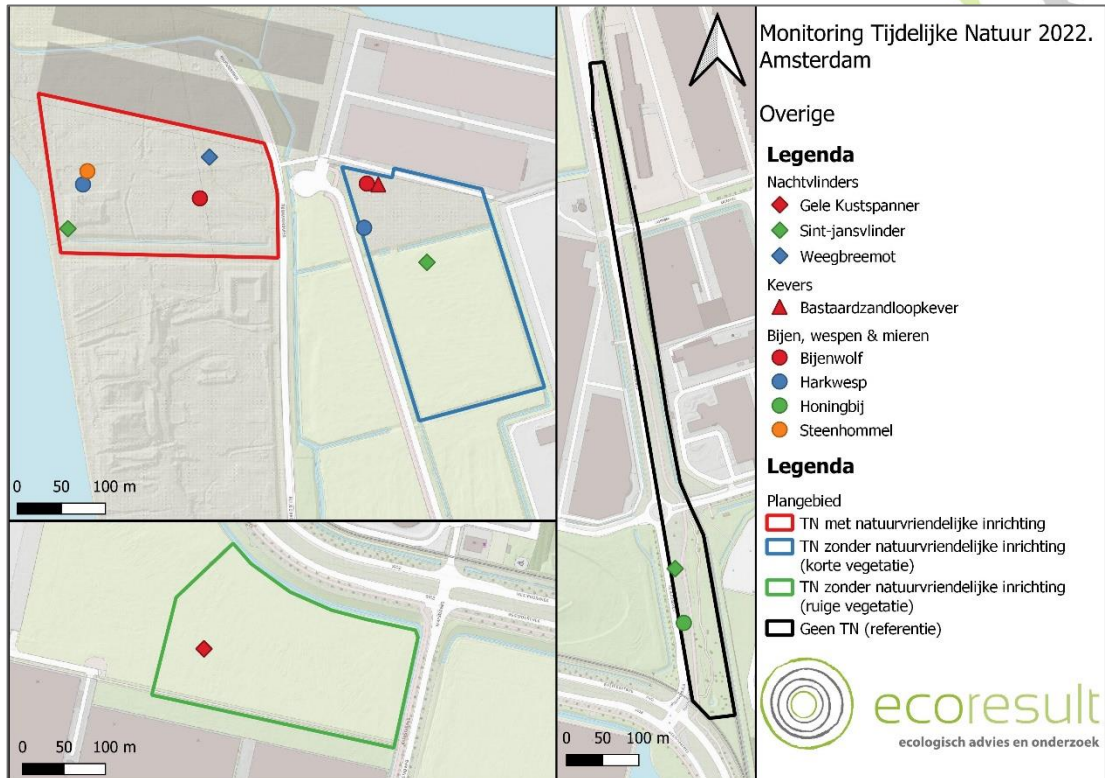 Monitoring Tijdelijke Natuur 2022.
Amsterdam
Overige
Legenda
Nachtvlinders
Gele Kustspanner
Sint-jansvlinder
Weegbreemot
Kevers
Bastaardzandloopkever
Bijen, wespen & mieren
Bijenwolf
Harkwesp
Honingbij
Steenhommel
Legenda
Plangebied
TN met natuurvriendelijke inrichting
TN zonder natuurvriendelijke inrichting
(korte vegetatie)
TN zonder natuurvriendelijke inrichting
(ruige vegetatie)
Geen TN (referentie)
ecoresult
ecologisch advies en onderzoek
0 50 100 m
0 50 100 m
0 50 100 m